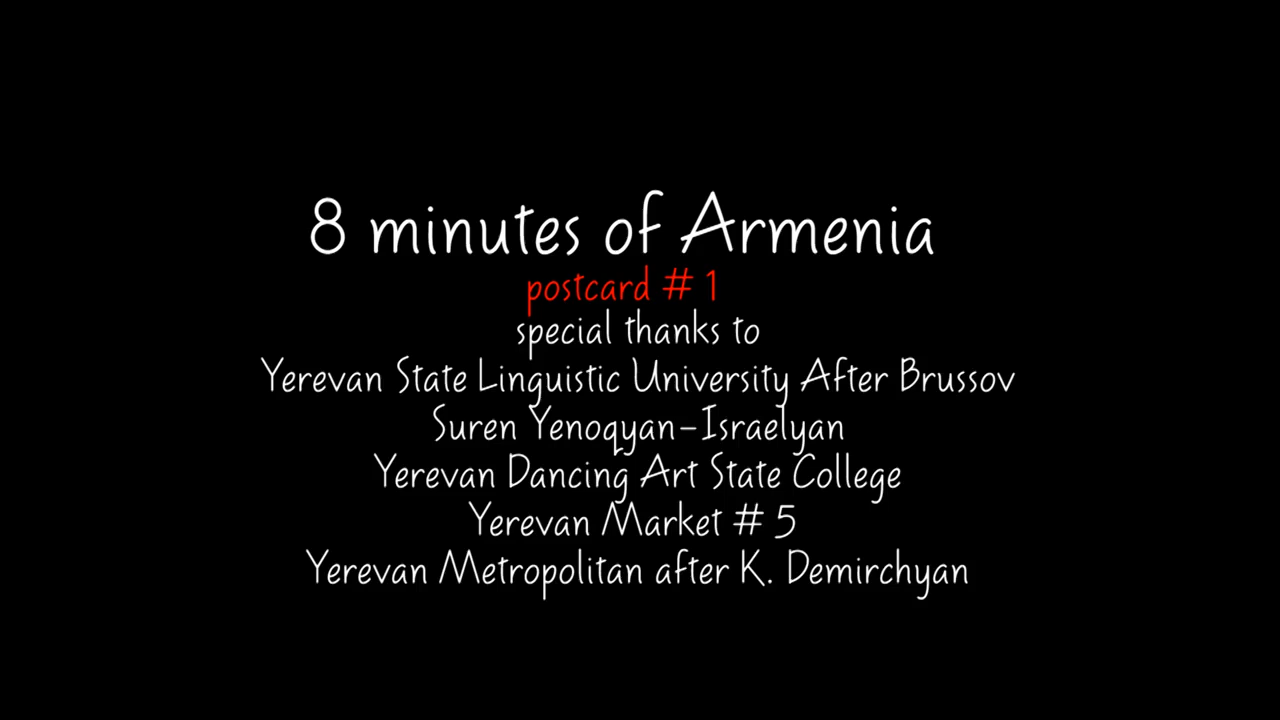 8 minutes of Armenia
postcard # 1
special thanks to
Yerevan State Linguistic University After Brussov
Suren Yenoqyan-Israelyan
Yerevan Dancing Art State College
Yerevan Market # 5
Yerevan Metropolitan after K. Demirchyan